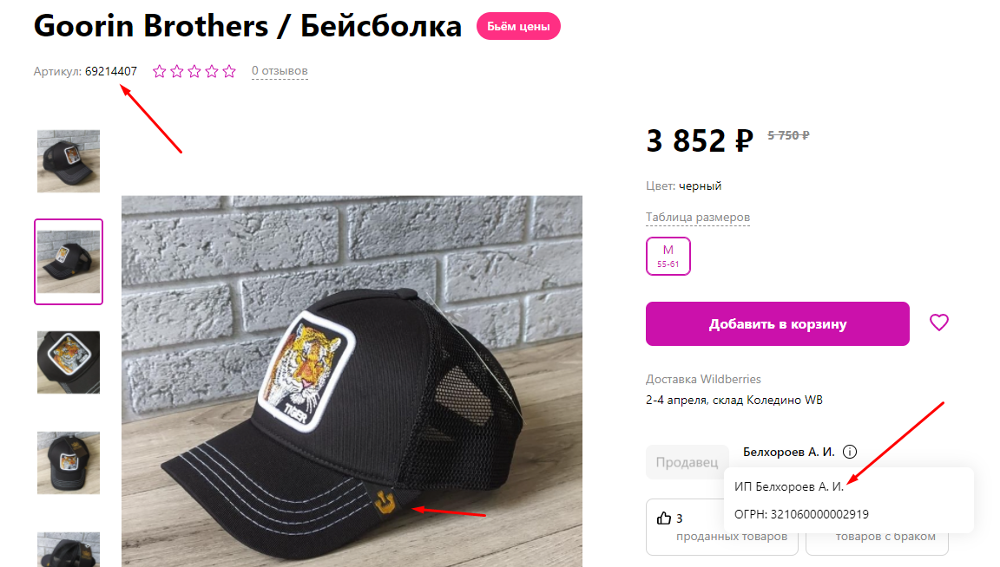 Goorin Brothers / Бейсболка
Бьём цены
Артикул: 69214407
0 отзывов
3 852 ₽
5 750 ₽
Цвет: черный
Таблица размеров
M
55-61
Добавить в корзину
Доставка Wildberries
2-4 апреля, склад Коледино WB
Продавец
Белхороев А. И.
ИП Белхороев А. И.
ОГРН: 321060000002919
3
проданных товаров
товаров с браком
TIGER